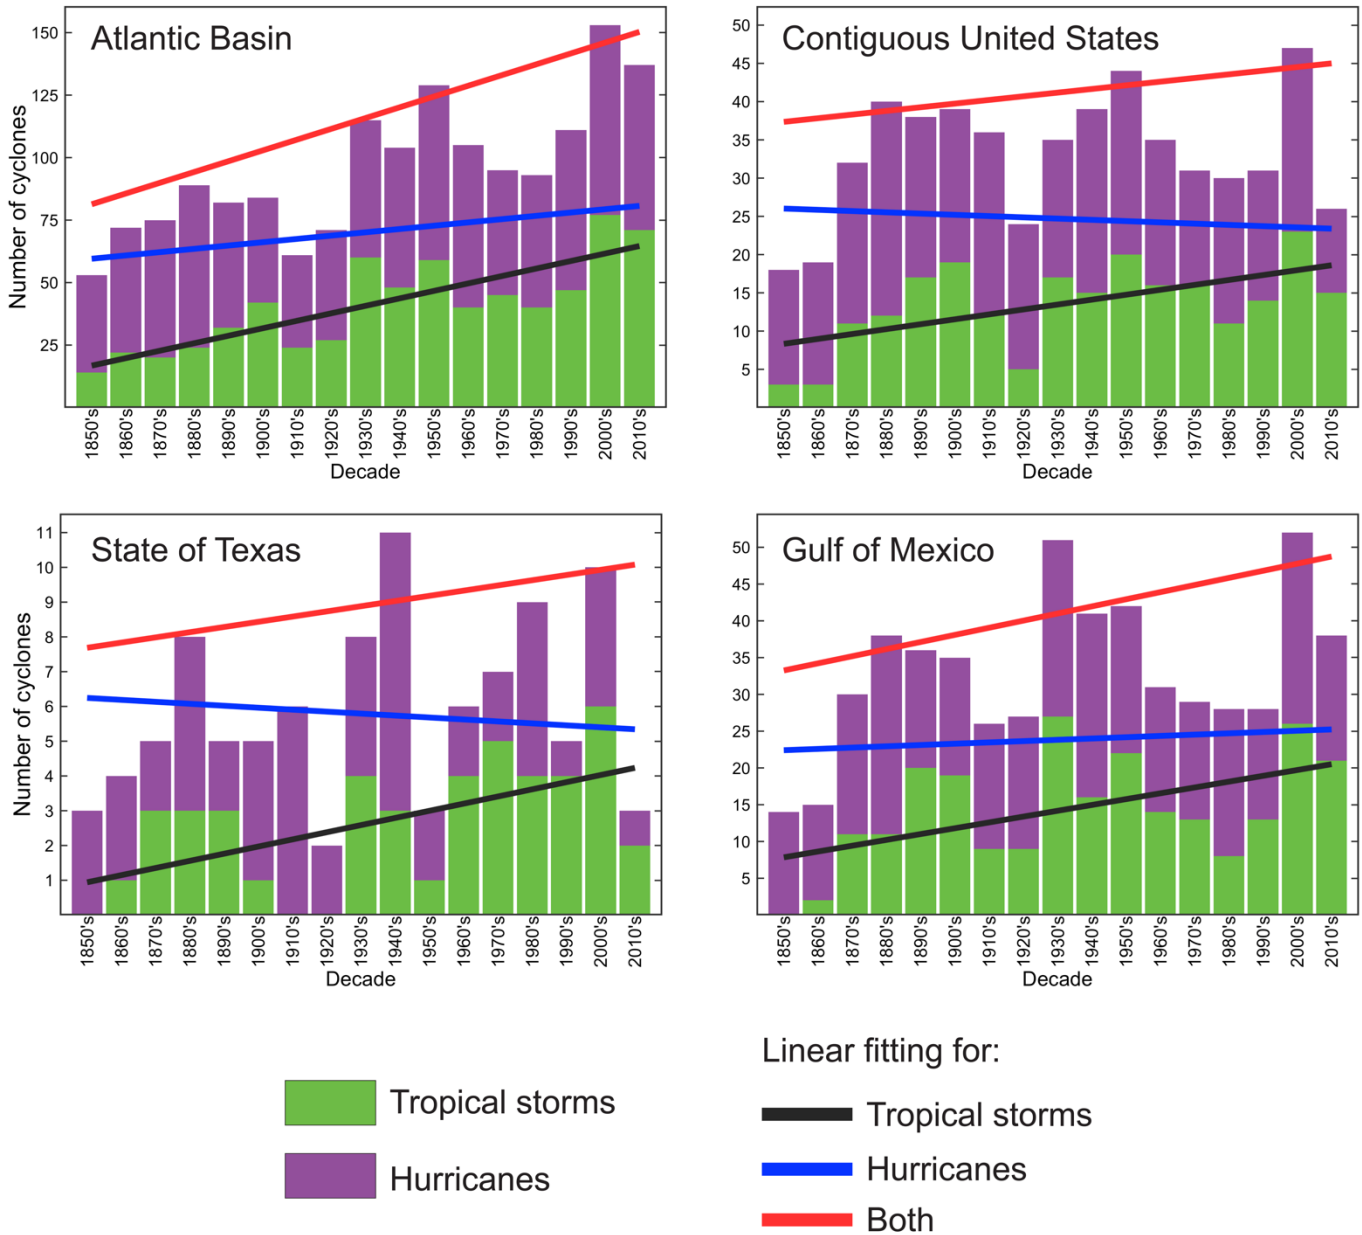 Atlantic Basin
Number of cyclones
150
125
100
75
50
25
1850's 1860's 1870's 1880's 1890's 1900's 1910's 1920's 1930's 1940's 1950's 1960's 1970's 1980's 1990's 2000's 2010's
Decade
Contiguous United States
50
45
40
35
30
25
20
15
10
5
1850's 1860's 1870's 1880's 1890's 1900's 1910's 1920's 1930's 1940's 1950's 1960's 1970's 1980's 1990's 2000's 2010's
Decade
State of Texas
Number of cyclones
11
10
9
8
7
6
5
4
3
2
1
1850's 1860's 1870's 1880's 1890's 1900's 1910's 1920's 1930's 1940's 1950's 1960's 1970's 1980's 1990's 2000's 2010's
Decade
Gulf of Mexico
50
45
40
35
30
25
20
15
10
5
1850's 1860's 1870's 1880's 1890's 1900's 1910's 1920's 1930's 1940's 1950's 1960's 1970's 1980's 1990's 2000's 2010's
Decade
Tropical storms
Hurricanes
Linear fitting for:
Tropical storms
Hurricanes
Both